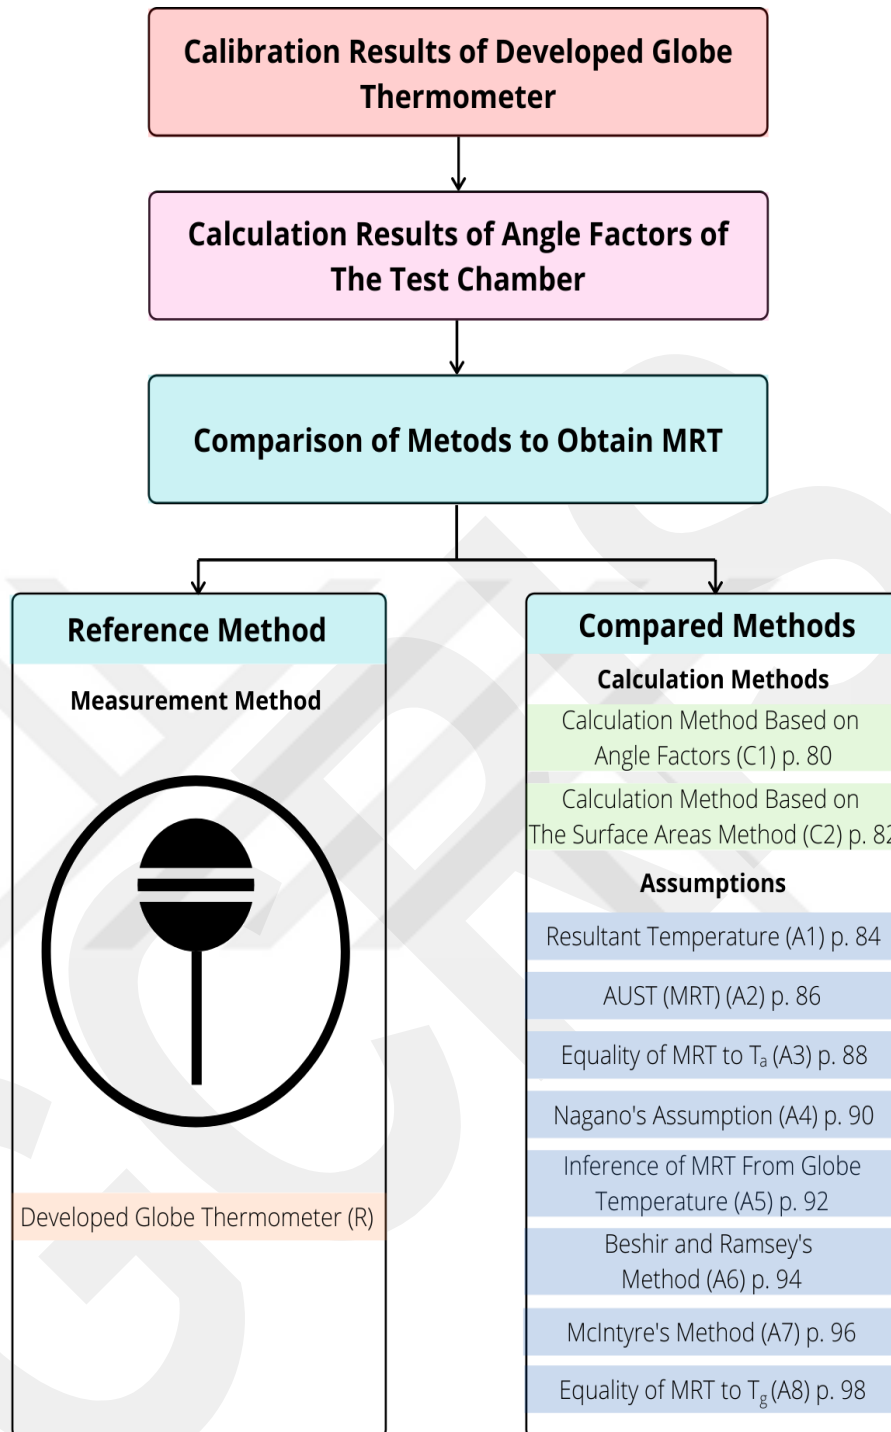 Calibration Results of Developed Globe
Thermometer
Calculation Results of Angle Factors of
The Test Chamber
Comparison of Metods to Obtain MRT
Reference Method
Measurement Method
Developed Globe Thermometer (R)
Compared Methods
Calculation Methods
Calculation Method Based on
Angle Factors (C1) p. 80
Calculation Method Based on
The Surface Areas Method (C2) p. 82
Assumptions
Resultant Temperature (A1) p. 84
AUST (MRT) (A2) p. 86
Equality of MRT to Ta (A3) p. 88
Nagano's Assumption (A4) p. 90
Inference of MRT From Globe
Temperature (A5) p. 92
Beshir and Ramsey's
Method (A6) p. 94
McIntyre's Method (A7) p. 96
Equality of MRT to Tg (A8) p. 98